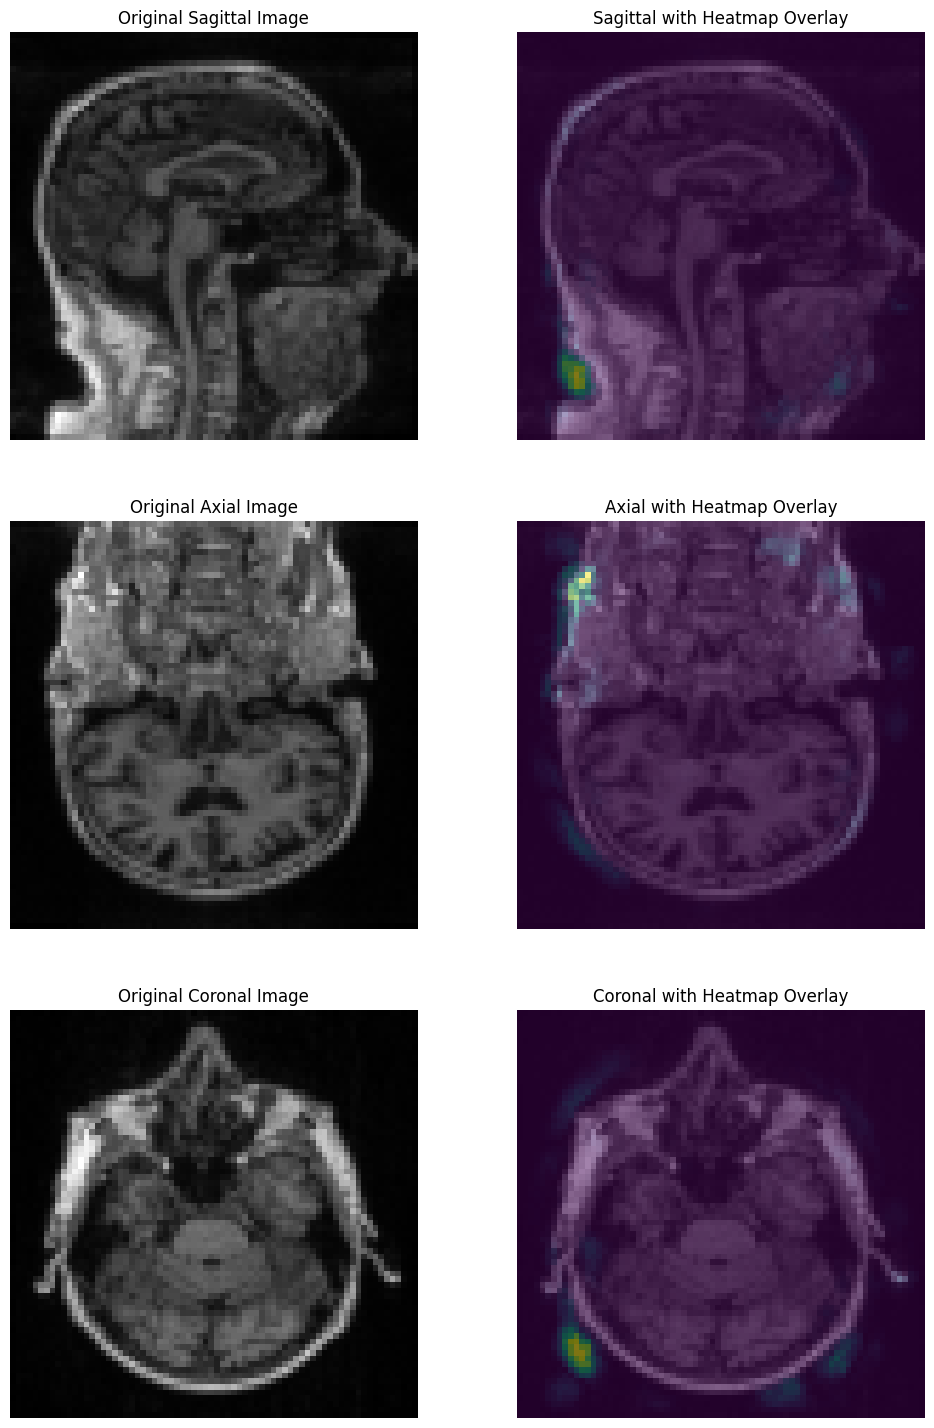 Original Sagittal Image
Sagittal with Heatmap Overlay
Original Axial Image
Axial with Heatmap Overlay
Original Coronal Image
Coronal with Heatmap Overlay